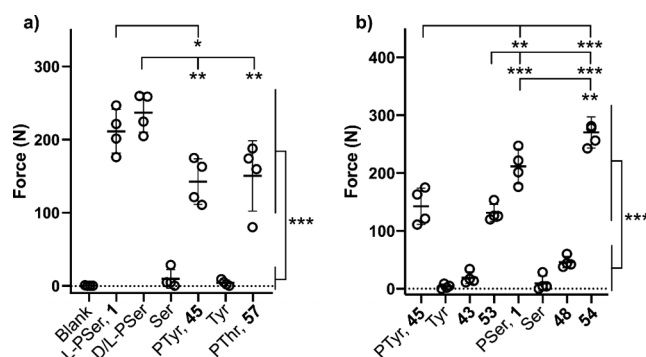 a)
Force (N)
300
200
100
0
*
**
**
***
Blank
L-PSer, 1
D/L-PSer
Ser
PTyr, 45
Tyr
PThr, 57
b)
Force (N)
400
300
200
100
0
**
***
***
***
**
***
PTyr, 45
Tyr
43
53
PSer, 1
Ser
48
54